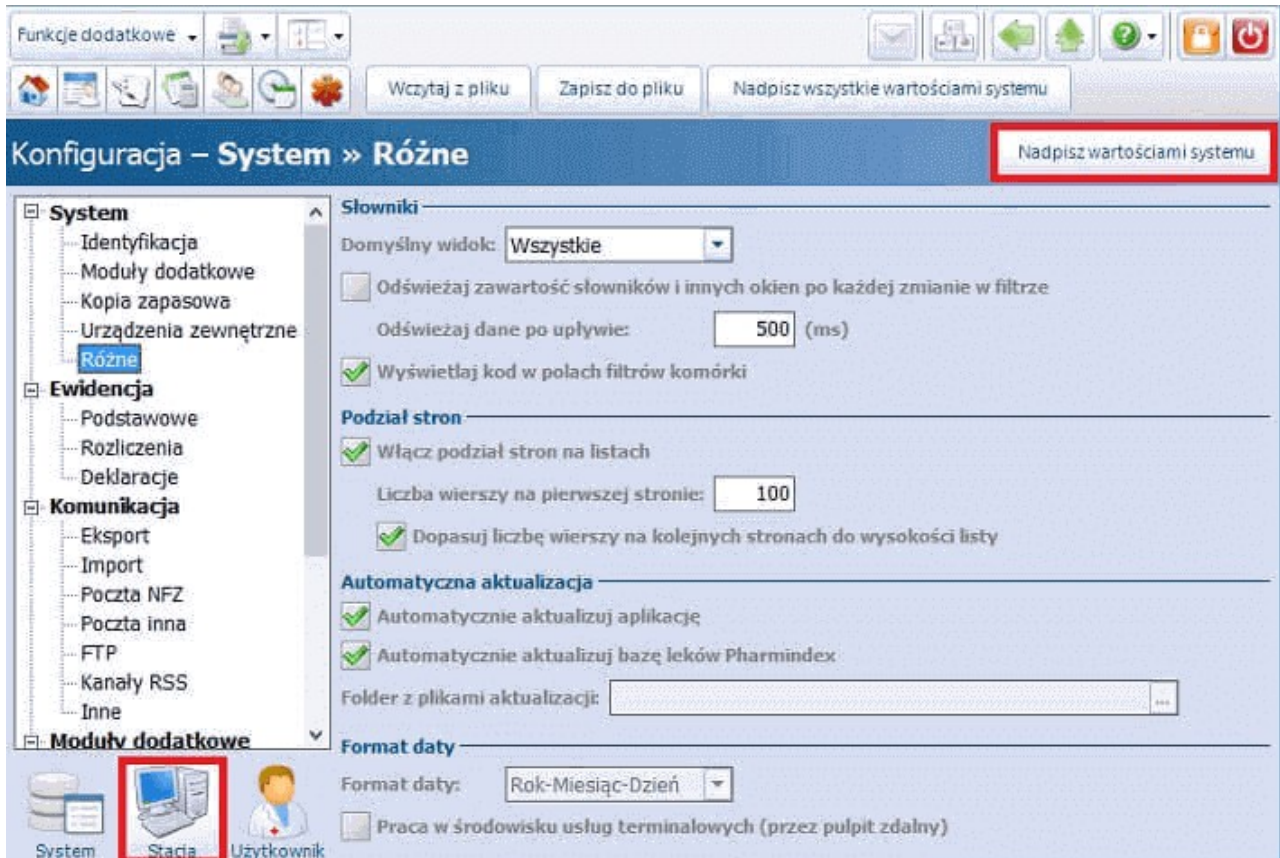 Funkcje dodatkowe
Wczytaj z pliku
Zapisz do pliku
Nadpisz wszystkie wartościami systemu
Konfiguracja – System » Różne
Nadpisz wartościami systemu
System
Identyfikacja
Moduły dodatkowe
Kopia zapasowa
Urządzenia zewnętrzne
Różne
Ewidencja
Podstawowe
Rozliczenia
Deklaracje
Komunikacja
Eksport
Import
Poczta NFZ
Poczta inna
FTP
Kanały RSS
Inne
Moduły dodatkowe
System
Stacja
Użytkownik
Słowniki
Domyślny widok: Wszystkie
Odświeżaj zawartość słowników i innych okien po każdej zmianie w filtrze
Odświeżaj dane po upływie: 500 (ms)
Wyświetlaj kod w polach filtrów komórki
Podział stron
Włącz podział stron na listach
Liczba wierszy na pierwszej stronie: 100
Dopasuj liczbę wierszy na kolejnych stronach do wysokości listy
Automatyczna aktualizacja
Automatycznie aktualizuj aplikację
Automatycznie aktualizuj bazę leków Pharmindex
Folder z plikami aktualizacji: ...
Format daty
Format daty: Rok-Miesiąc-Dzień
Praca w środowisku usług terminalowych (przez pulpit zdalny)